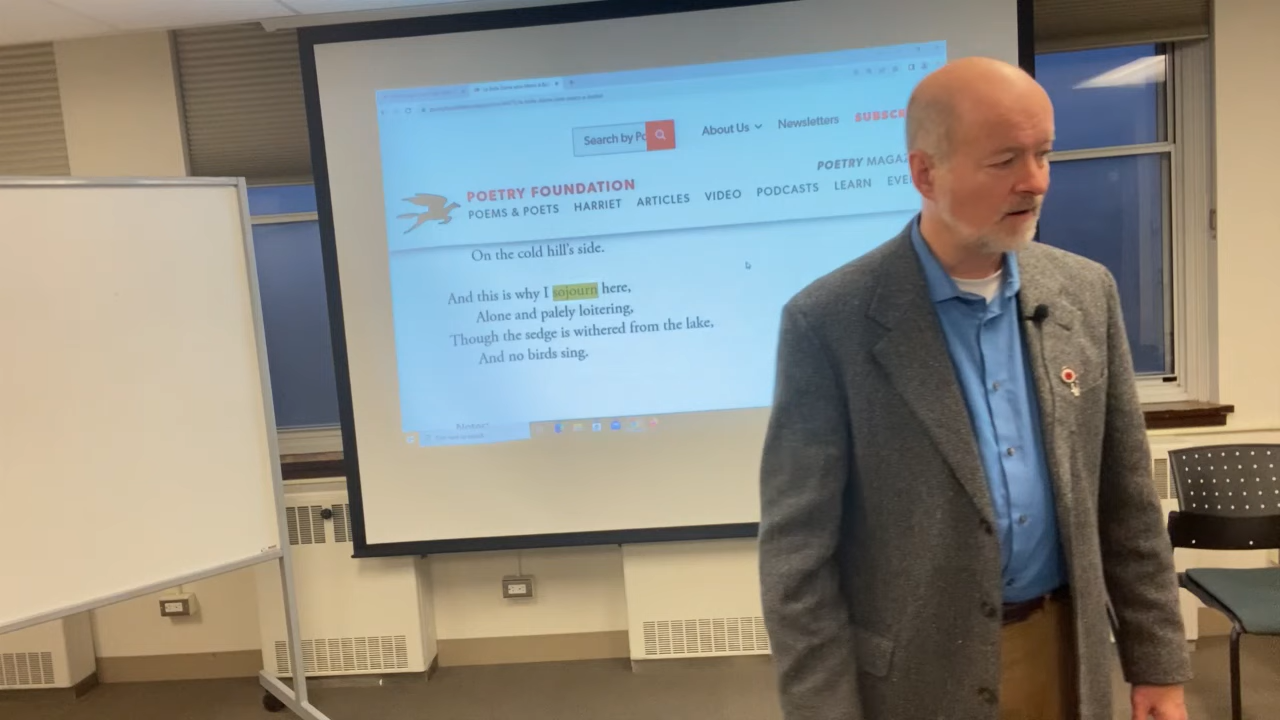 Search by Po
About Us
Newsletters
SUBSCR
POETRY MAGAZ
POETRY FOUNDATION
POEMS & POETS HARRIET ARTICLES VIDEO PODCASTS LEARN EVE
On the cold hill's side.
And this is why I sojourn here,
Alone and palely loitering,
Though the sedge is withered from the lake,
And no birds sing.